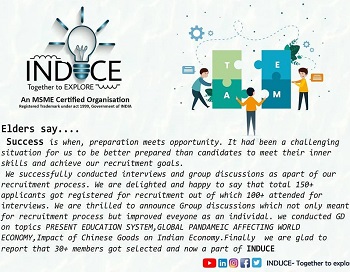 INDUCE
Together to EXPLORE
An MSME Certified Organisation
Registered Trademark under act 1999, Government of INDIA
T E
A M
Elders say....
Success is when, preparation meets opportunity. It had been a challenging
situation for us to be better prepared than candidates to meet their inner
skills and achieve our recruitment goals.
We successfully conducted interviews and group discussions as apart of our
recruitment process. We are delighted and happy to say that total 150+
applicants got registered for recruitment out of which 100+ attended for
interviews. We are thrilled to announce Group discussions which not only meant
for recruitment process but improved eveyone as an individal. we conducted GD
on topics PRESENT EDUCATION SYSTEM,GLOBAL PANDAMEIC AFFECTING WORLD
ECONOMY,Impact of Chinese Goods on Indian Economy.Finally we are glad to
report that 30+ members got selected and now a part of INDUCE
INDUCE- Together to explo